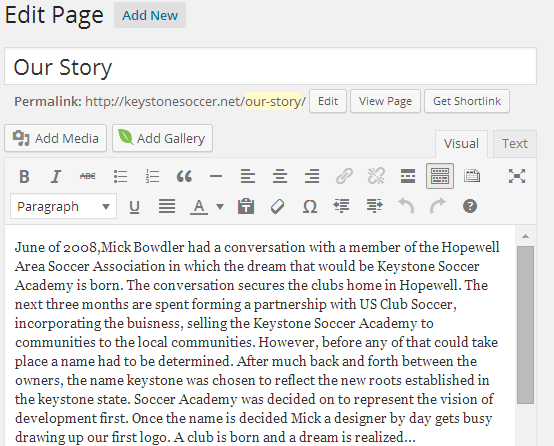 Edit Page Add New
Our Story
Permalink: http://keystonesoccer.net/our-story/ Edit View Page Get Shortlink
Add Media Add Gallery Visual Text
B I ABC
Paragraph U A
June of 2008,Mick Bowdler had a conversation with a member of the Hopewell
Area Soccer Association in which the dream that would be Keystone Soccer
Academy is born. The conversation secures the clubs home in Hopewell. The
next three months are spent forming a partnership with US Club Soccer,
incorporating the buisness, selling the Keystone Soccer Academy to
communities to the local communities. However, before any of that could take
place a name had to be determined. After much back and forth between the
owners, the name keystone was chosen to reflect the new roots established in
the keystone state. Soccer Academy was decided on to represent the vision of
development first. Once the name is decided Mick a designer by day gets busy
drawing up our first logo. A club is born and a dream is realized...